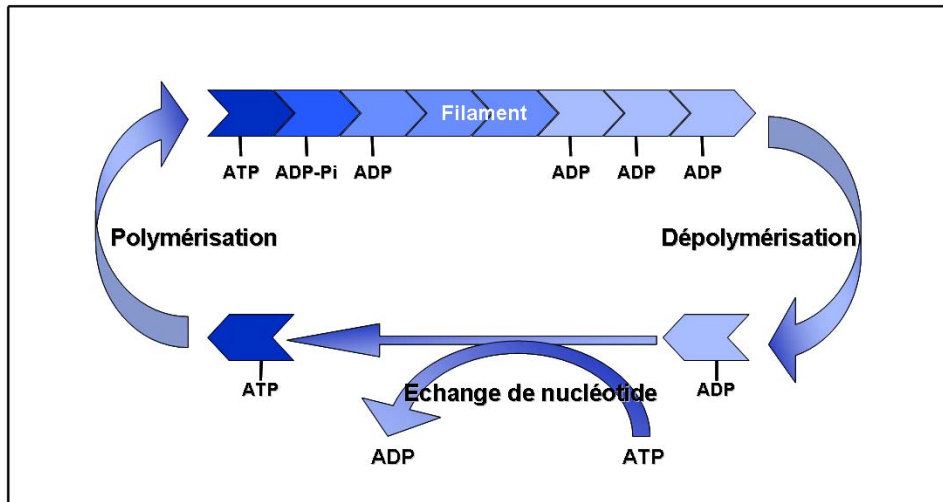 Filament
ATP ADP-Pi ADP ADP ADP ADP
Polymérisation Dépolymérisation
ATP ADP
Echange de nucléotide
ADP ATP